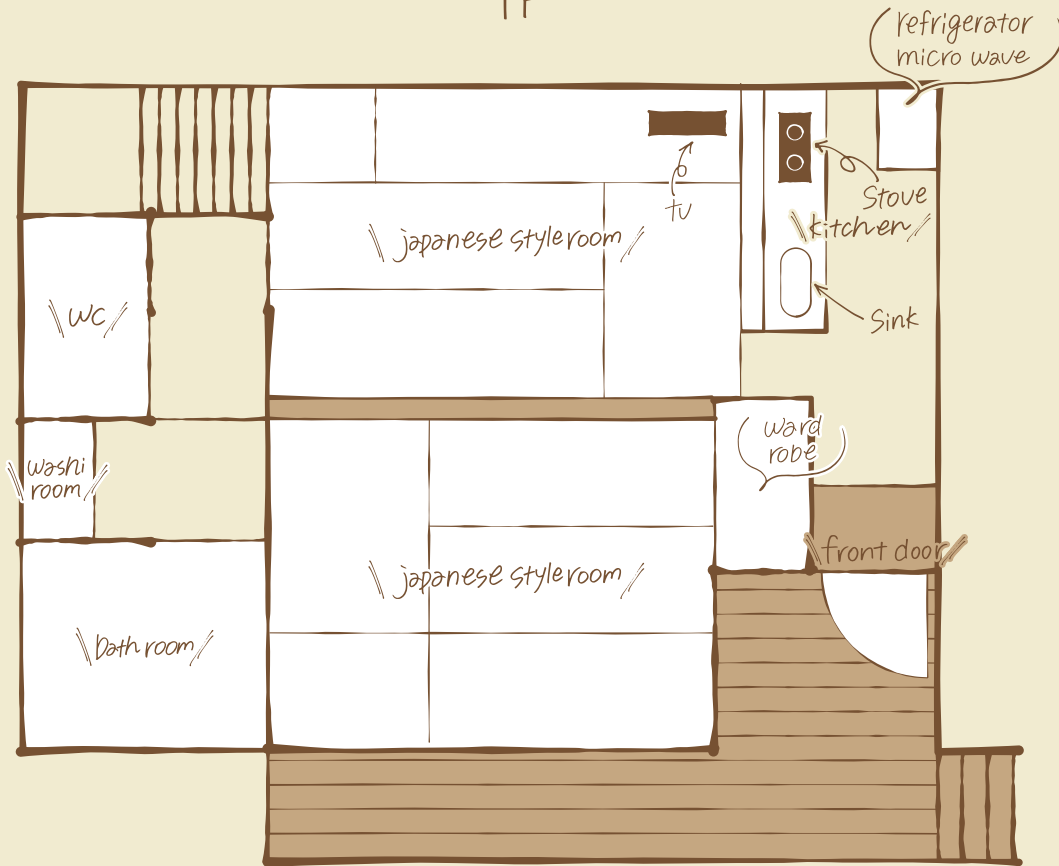 refrigerator
micro wave
Stove
kitchen
tv
japanese style room
WC
Sink
ward
robe
washi
room
front door
japanese style room
Bath room